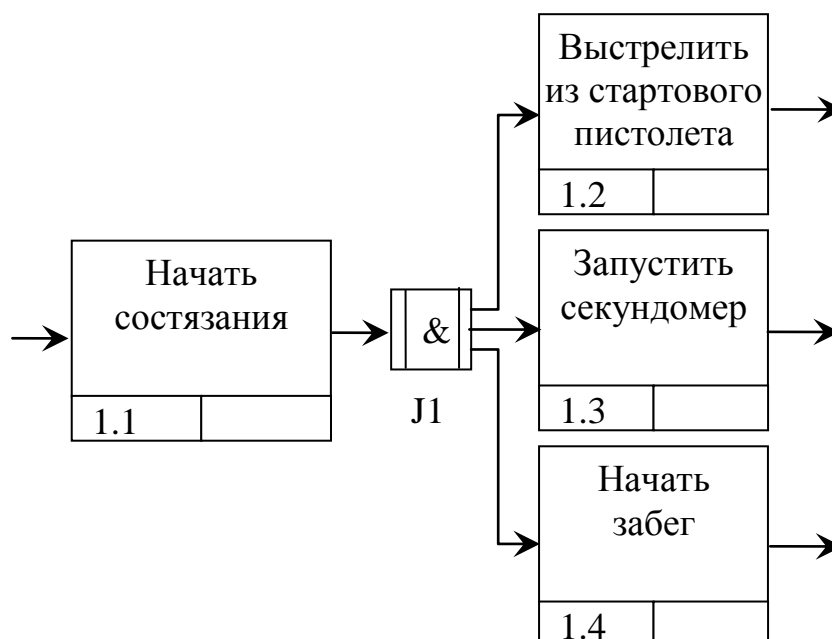 Выстрелить
из стартового
пистолета
1.2
Начать
состязания
1.1
&
J1
Запустить
секундомер
1.3
Начать
забег
1.4